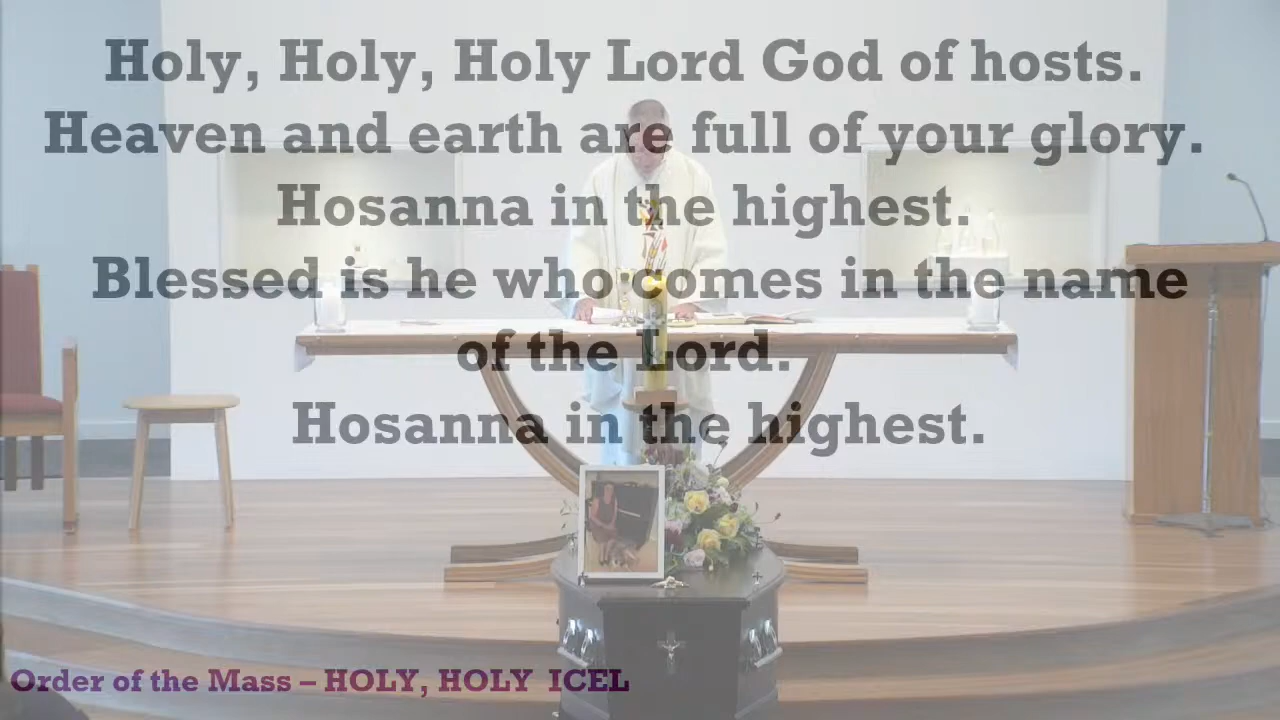 Holy, Holy, Holy Lord God of hosts.
Heaven and earth are full of your glory.
Hosanna in the highest.
Blessed is he who comes in the name
of the Lord.
Hosanna in the highest.
Order of the Mass – HOLY, HOLY ICEL